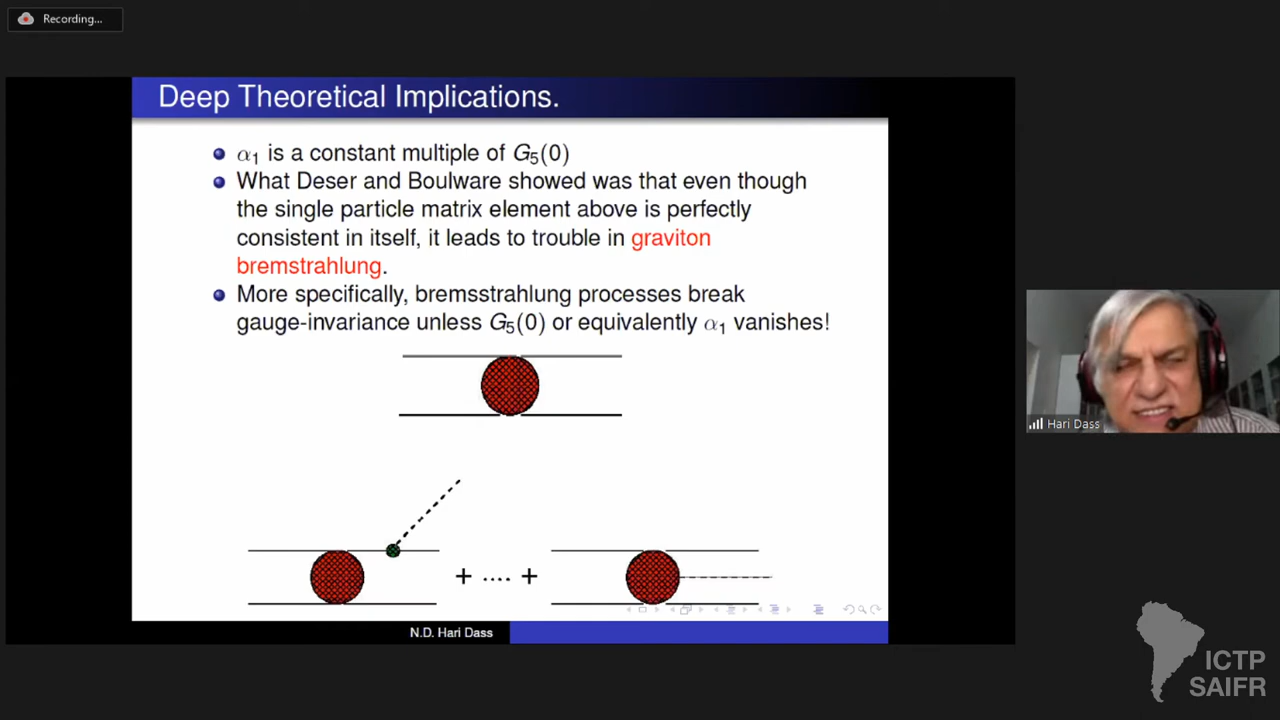 Recording...
Deep Theoretical Implications.
α₁ is a constant multiple of G₅(0)
What Deser and Boulware showed was that even though
the single particle matrix element above is perfectly
consistent in itself, it leads to trouble in graviton
bremstrahlung.
More specifically, bremsstrahlung processes break
gauge-invariance unless G₅(0) or equivalently α₁ vanishes!
+ .... +
N.D. Hari Dass
Hari Dass
ICTP
SAIFR